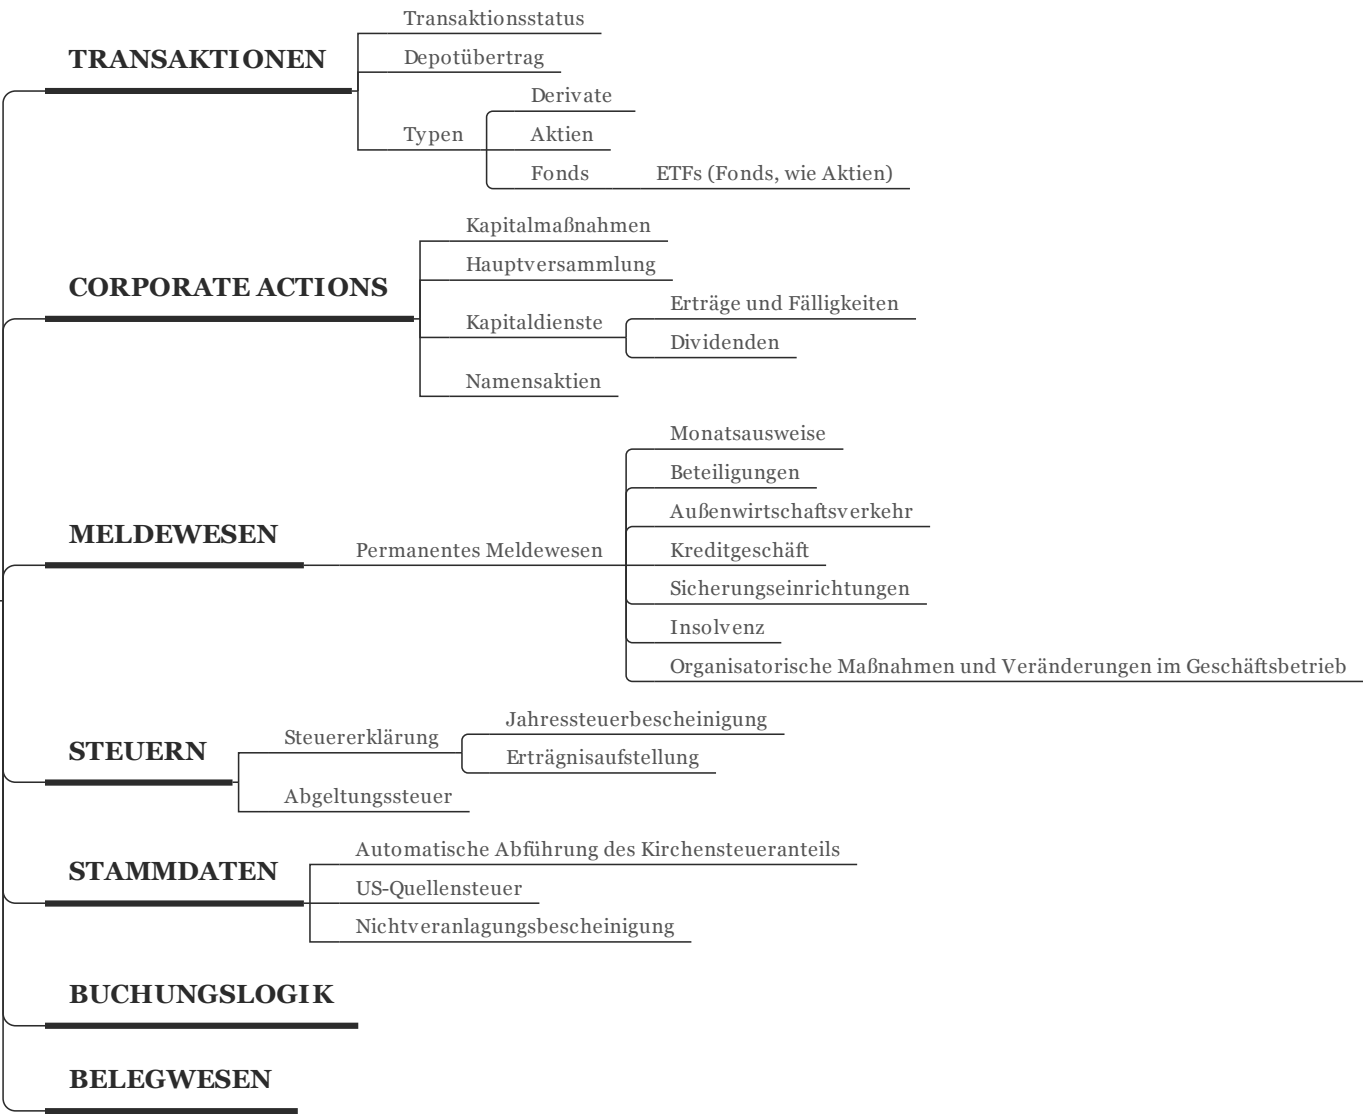 TRANSAKTIONEN
Transaktionsstatus
Depotübertrag
Typen
Derivate
Aktien
Fonds
ETFs (Fonds, wie Aktien)
CORPORATE ACTIONS
Kapitalmaßnahmen
Hauptversammlung
Kapitaldienste
Erträge und Fälligkeiten
Dividenden
Namensaktien
MELDEWESEN
Permanentes Meldewesen
Monatsausweise
Beteiligungen
Außenwirtschaftsverkehr
Kreditgeschäft
Sicherungseinrichtungen
Insolvenz
Organisatorische Maßnahmen und Veränderungen im Geschäftsbetrieb
STEUERN
Steuererklärung
Jahressteuerbescheinigung
Erträgnisaufstellung
Abgeltungssteuer
STAMMDATEN
Automatische Abführung des Kirchensteueranteils
US-Quellensteuer
Nichtveranlagungsbescheinigung
BUCHUNGSLOGIK
BELEGWESEN